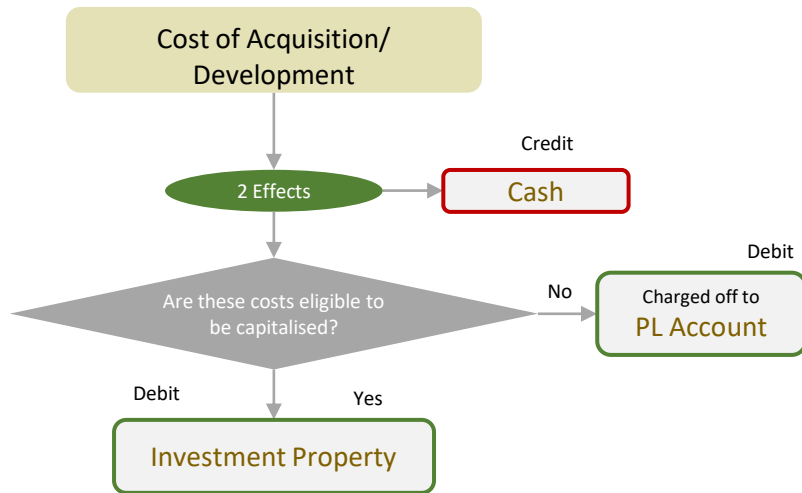 Cost of Acquisition/
Development
Credit
2 Effects
Cash
Debit
Are these costs eligible to
be capitalised?
No
Charged off to
PL Account
Debit
Yes
Investment Property